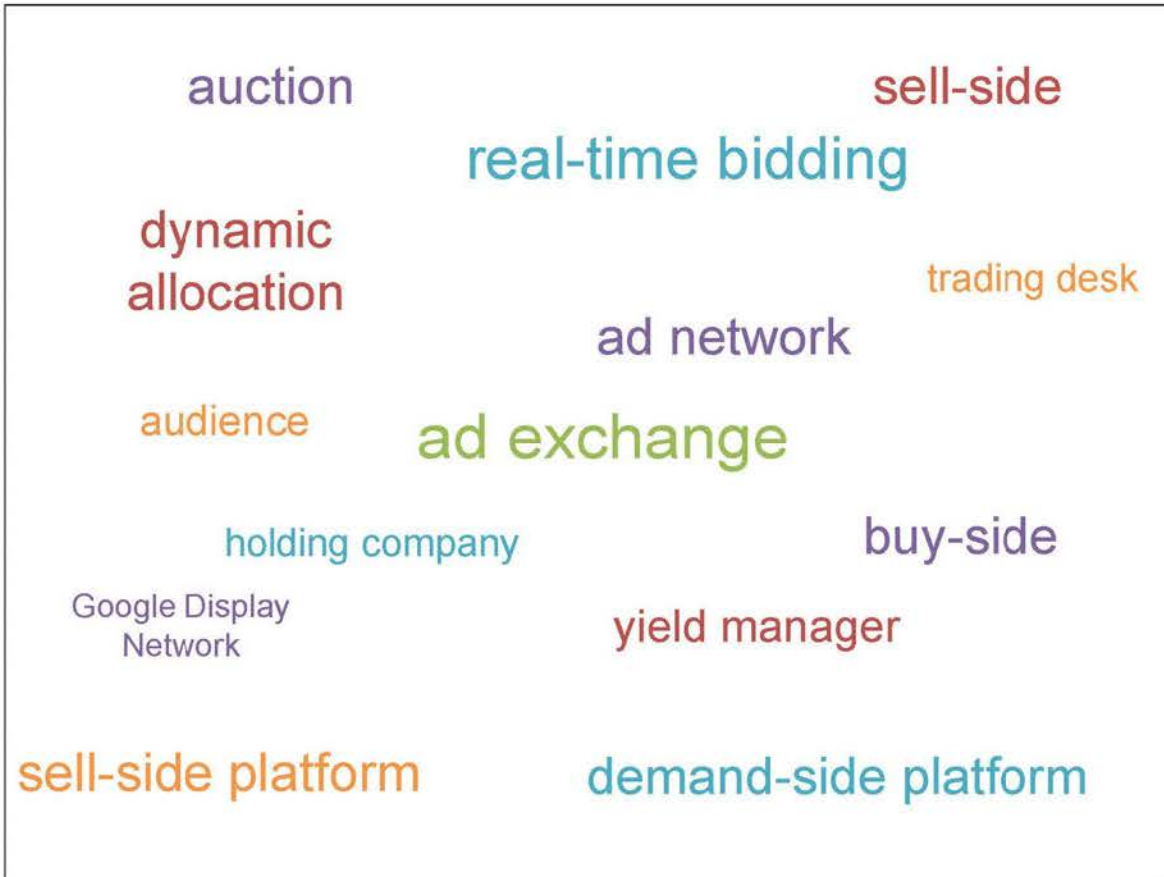 auction
sell-side
real-time bidding
dynamic
allocation
trading desk
ad network
audience
ad exchange
holding company
buy-side
Google Display
Network
yield manager
sell-side platform
demand-side platform